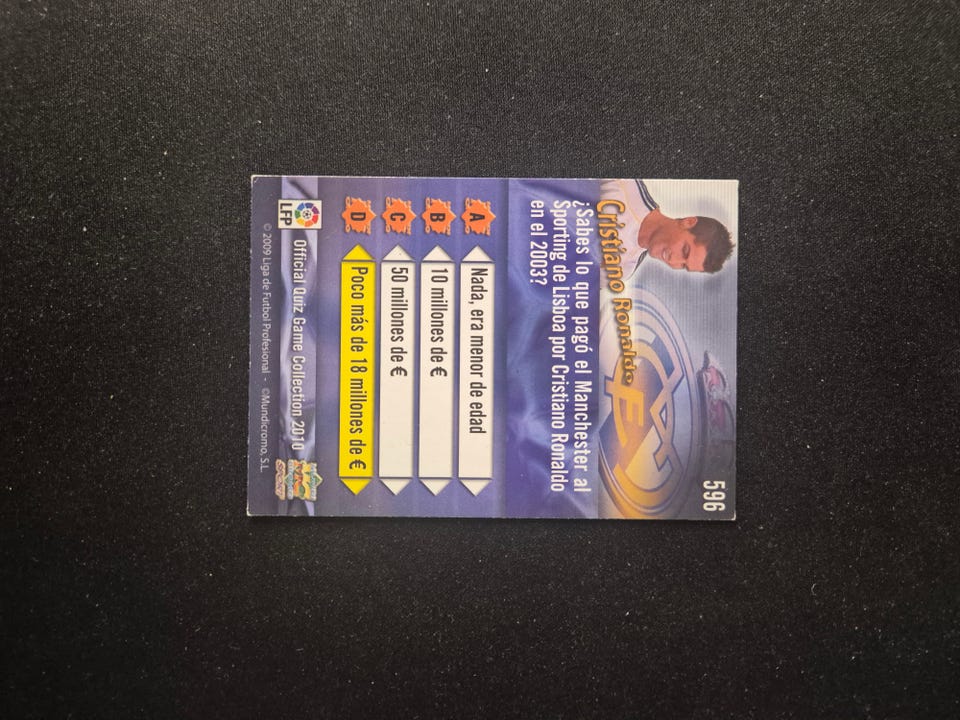 596
Cristiano Ronaldo
¿Sabes lo que pagó el Manchester al
Sporting de Lisboa por Cristiano Ronaldo
en el 2003?
A Nada, era menor de edad
B 10 millones de €
C 50 millones de €
D Poco más de 18 millones de €
LFP
Official Quiz Game Collection 2010
© 2009 Liga de Futbol Profesional - ©Mundicromo, S.L.